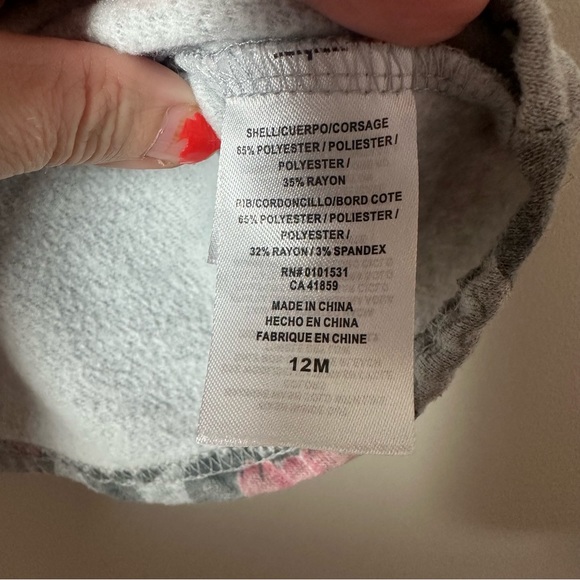 SHELL/CUERPO/CORSAGE
65% POLYESTER / POLIESTER /
POLYESTER /
35% RAYON
RIB/CORDONCILLO/BORD COTE
65% POLYESTER / POLIESTER /
POLYESTER /
32% RAYON / 3% SPANDEX
RN# 0101531
CA 41859
MADE IN CHINA
HECHO EN CHINA
FABRIQUE EN CHINE
12M